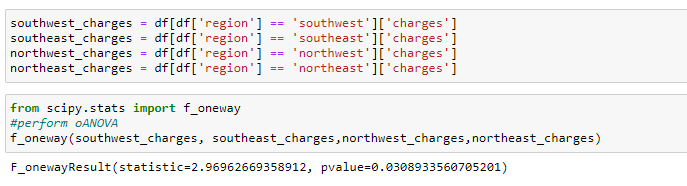 southwest_charges = df[df['region'] == 'southwest']['charges']
southeast_charges = df[df['region'] == 'southeast']['charges']
northwest_charges = df[df['region'] == 'northwest']['charges']
northeast_charges = df[df['region'] == 'northeast']['charges']
from scipy.stats import f_oneway
#perform oANOVA
f_oneway(southwest_charges, southeast_charges,northwest_charges,northeast_charges)
F_onewayResult(statistic=2.96962669358912, pvalue=0.0308933560705201)